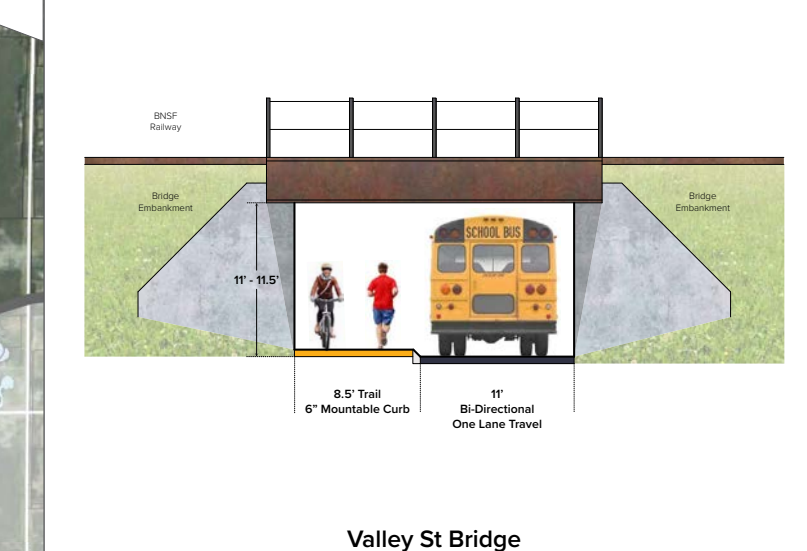 BNSF
Railway
Bridge
Embankment
Bridge
Embankment
SCHOOL BUS
11' - 11.5'
8.5' Trail
6" Mountable Curb
11'
Bi-Directional
One Lane Travel
Valley St Bridge